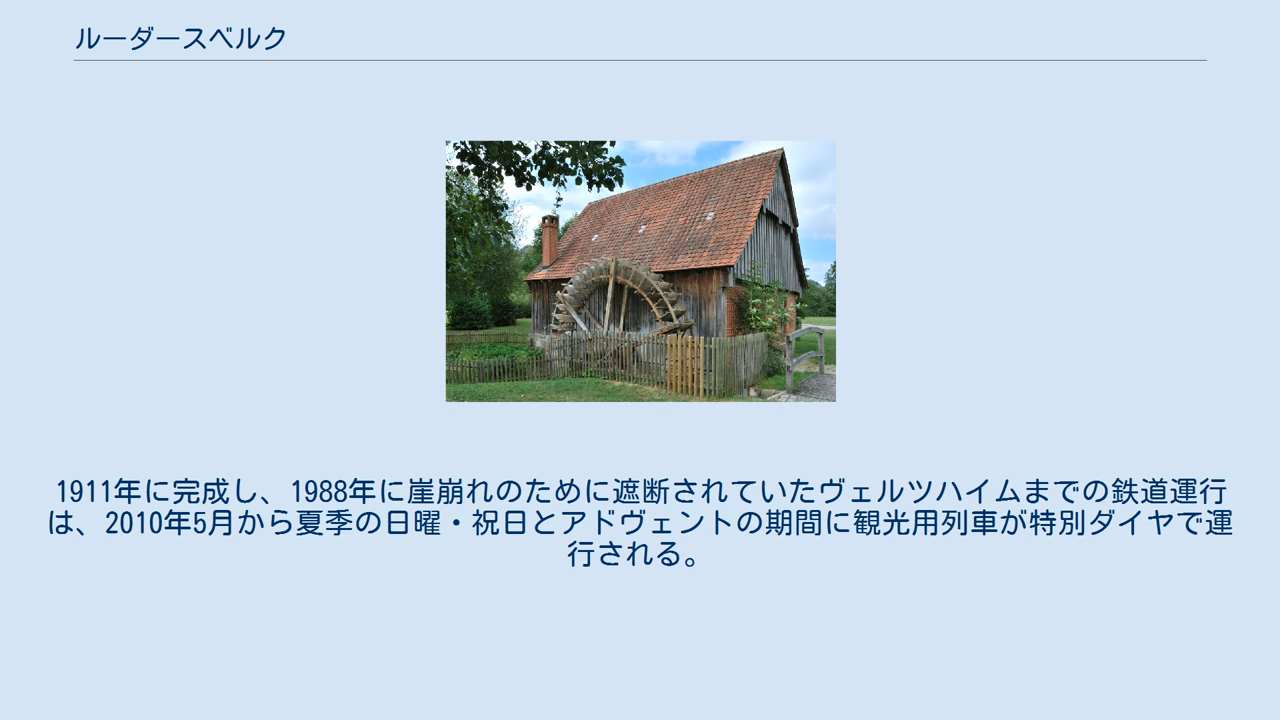 ルーダースベルク
1911年に完成し、1988年に崖崩れのために遮断されていたヴェルツハイムまでの鉄道運行
は、2010年5月から夏季の日曜・祝日とアドヴェントの期間に観光用列車が特別ダイヤで運
行される。